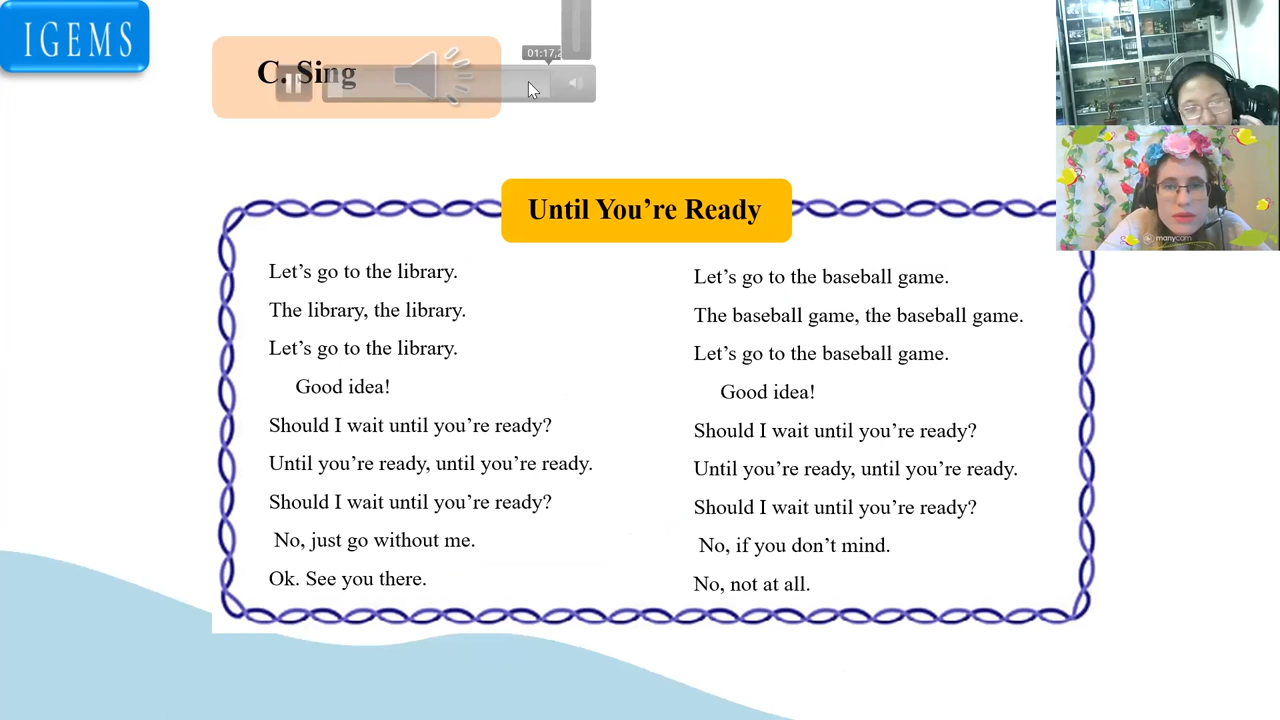 IGEMS
C. Sing
01:17,2
Until You're Ready
Let's go to the library.
The library, the library.
Let's go to the library.
Good idea!
Should I wait until you're ready?
Until you're ready, until you're ready.
Should I wait until you're ready?
No, just go without me.
Ok. See you there.
Let's go to the baseball game.
The baseball game, the baseball game.
Let's go to the baseball game.
Good idea!
Should I wait until you're ready?
Until you're ready, until you're ready.
Should I wait until you're ready?
No, if you don't mind.
No, not at all.
manycam